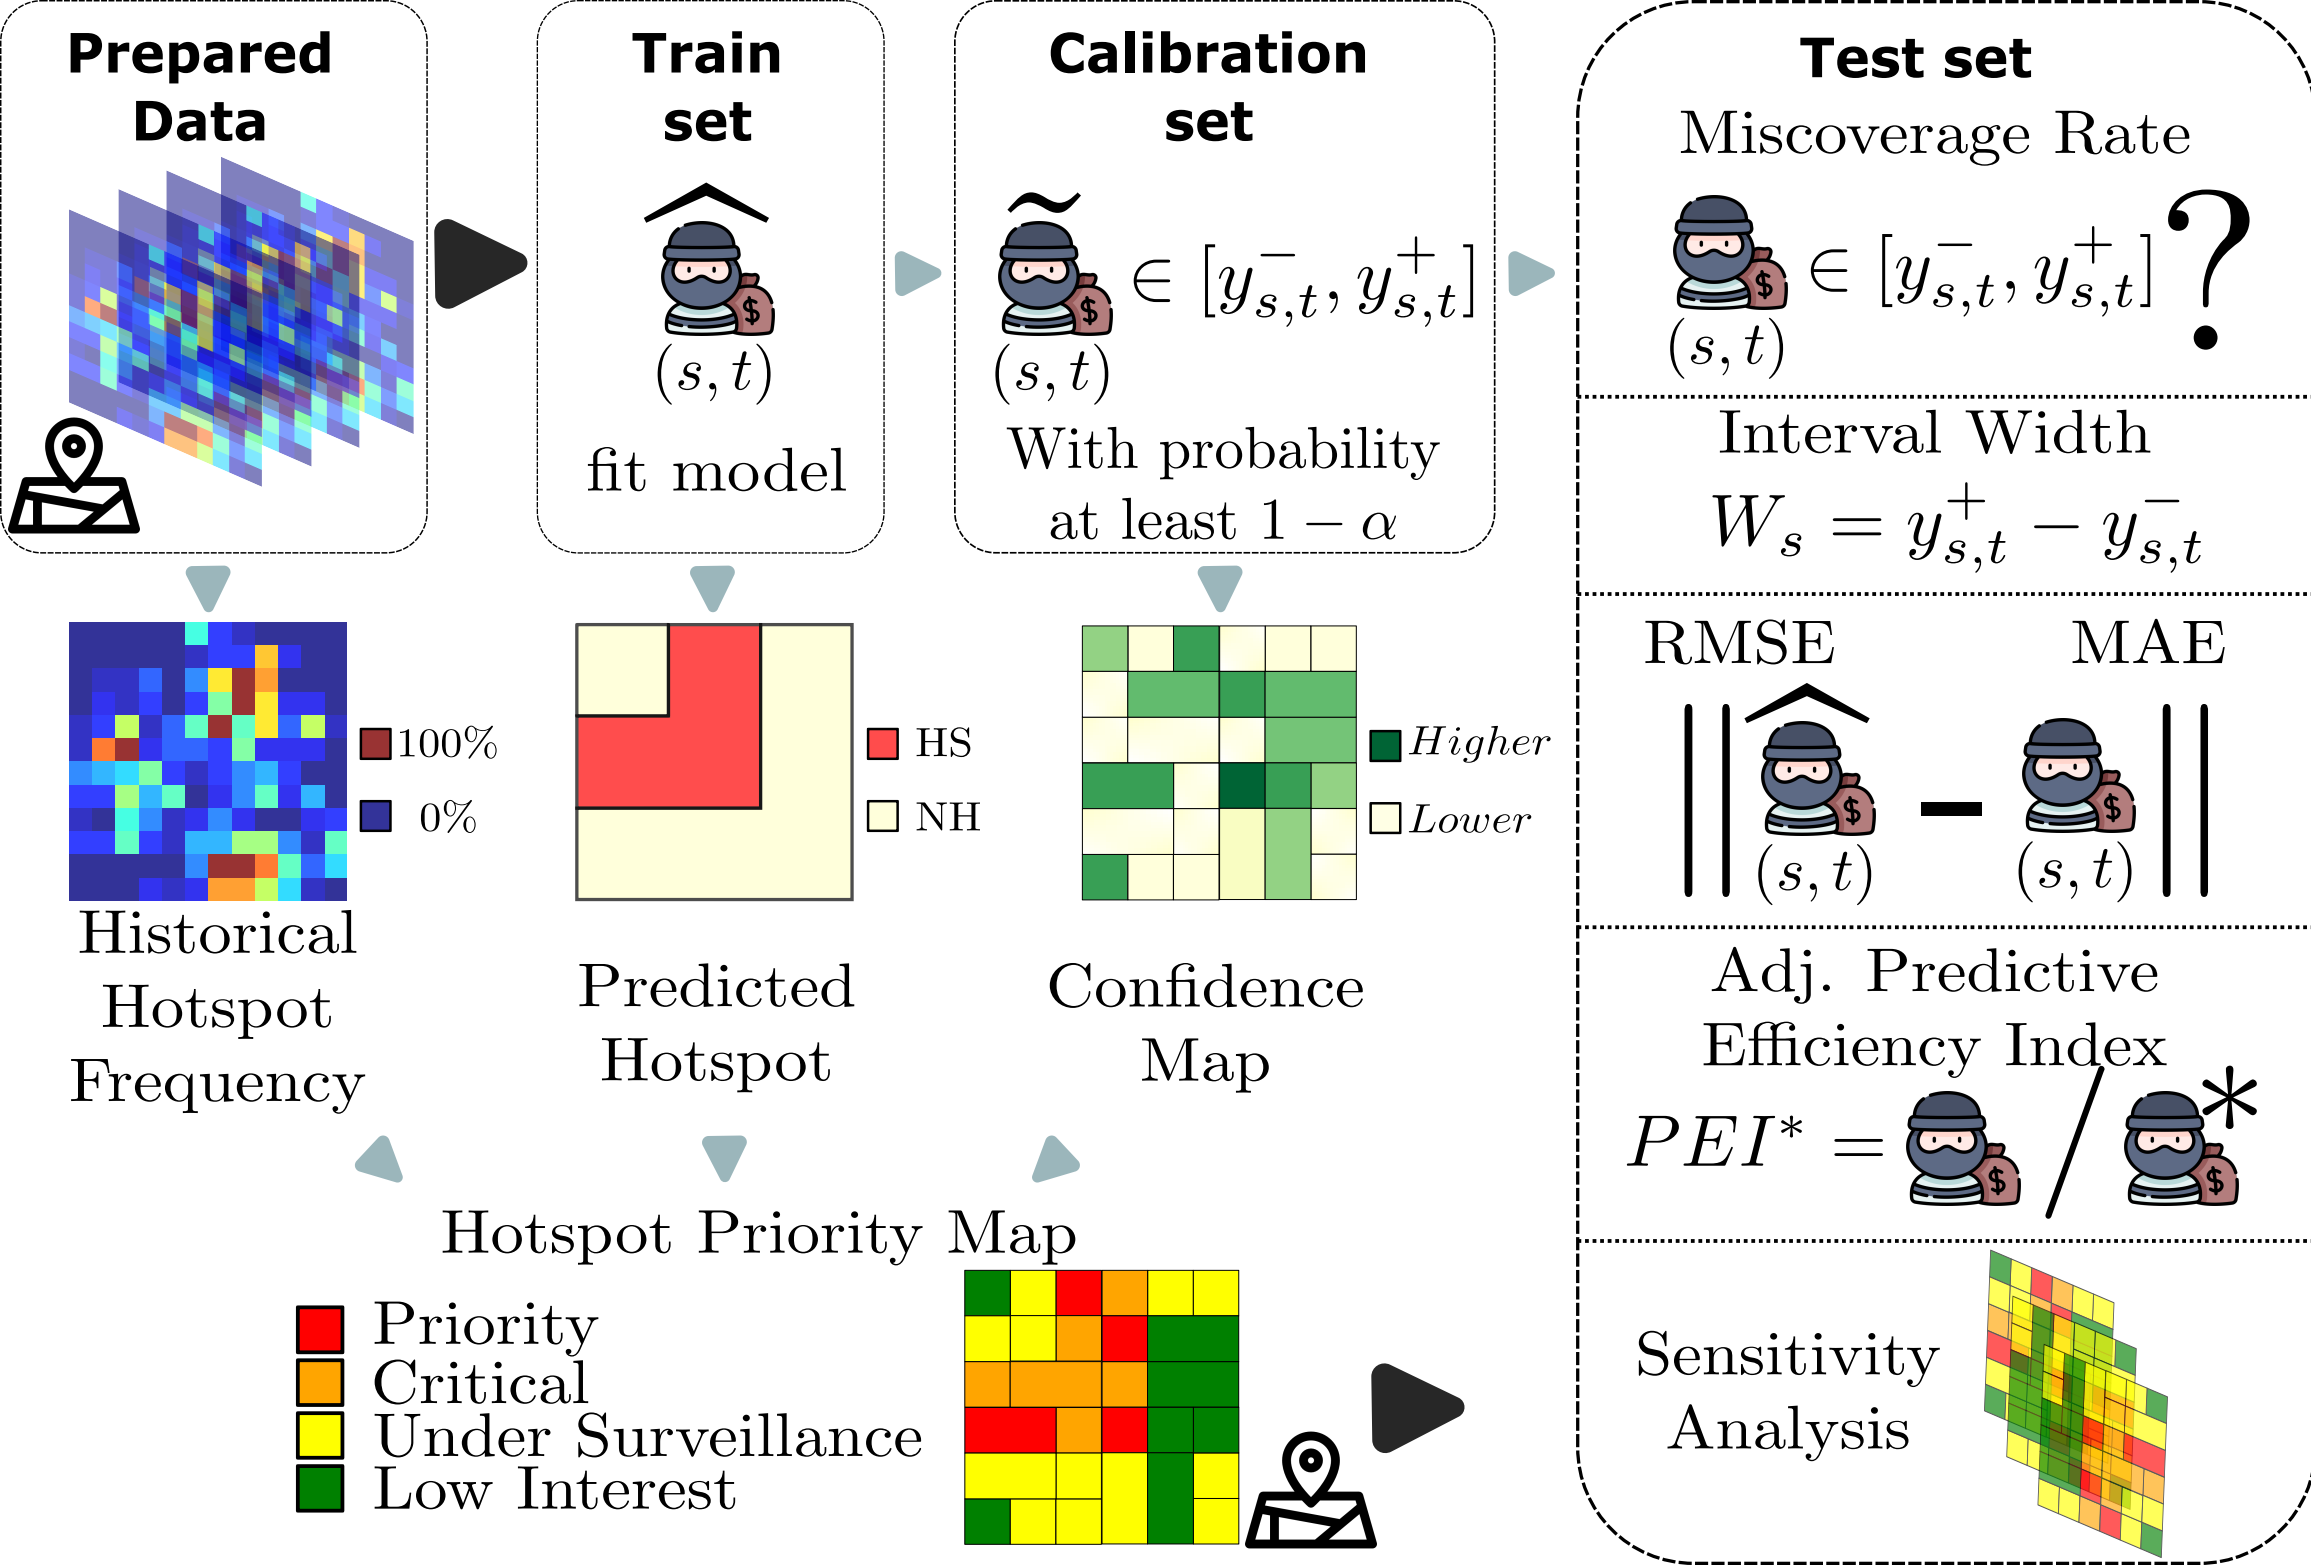 Prepared
Data
Train
set
(s, t)
fit model
Calibration
set
∈ [y⁻ₛ,ₜ, y⁺ₛ,ₜ]
(s, t)
With probability
at least 1 − α
100%
0%
Historical
Hotspot
Frequency
HS
NH
Predicted
Hotspot
Higher
Lower
Confidence
Map
Hotspot Priority Map
Priority
Critical
Under Surveillance
Low Interest
Test set
Miscoverage Rate
∈ [y⁻ₛ,ₜ, y⁺ₛ,ₜ] ?
(s, t)
Interval Width
Wₛ = y⁺ₛ,ₜ − y⁻ₛ,ₜ
RMSE MAE
|| − ||
(s, t) (s, t)
Adj. Predictive
Efficiency Index
PEI* = / *
Sensitivity
Analysis